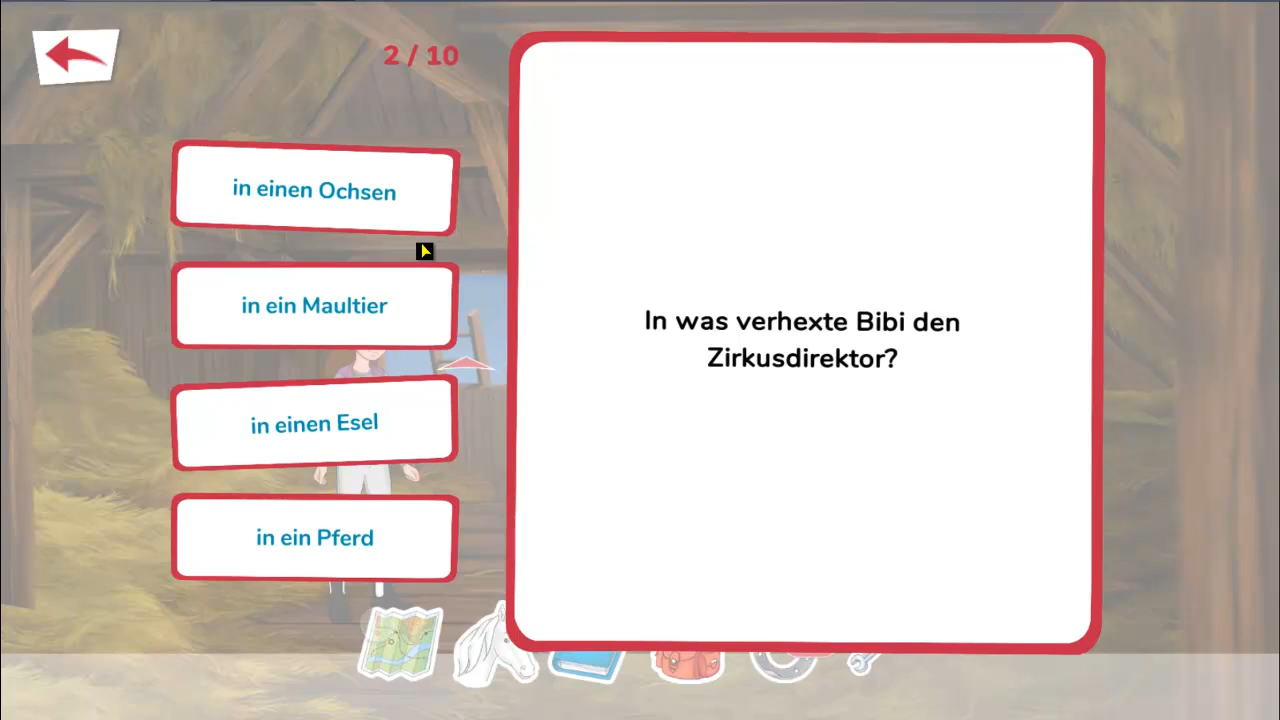 2 / 10
in einen Ochsen
in ein Maultier
in einen Esel
in ein Pferd
In was verhexte Bibi den
Zirkusdirektor?